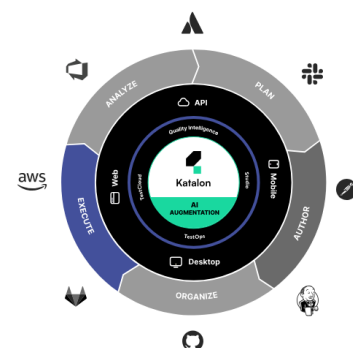 ANALYZE
PLAN
API
Quality Intelligence
aws
Web
TestCloud
Katalon
Studio
Mobile
AI
AUGMENTATION
EXECUTE
AUTHOR
TestOps
Desktop
ORGANIZE